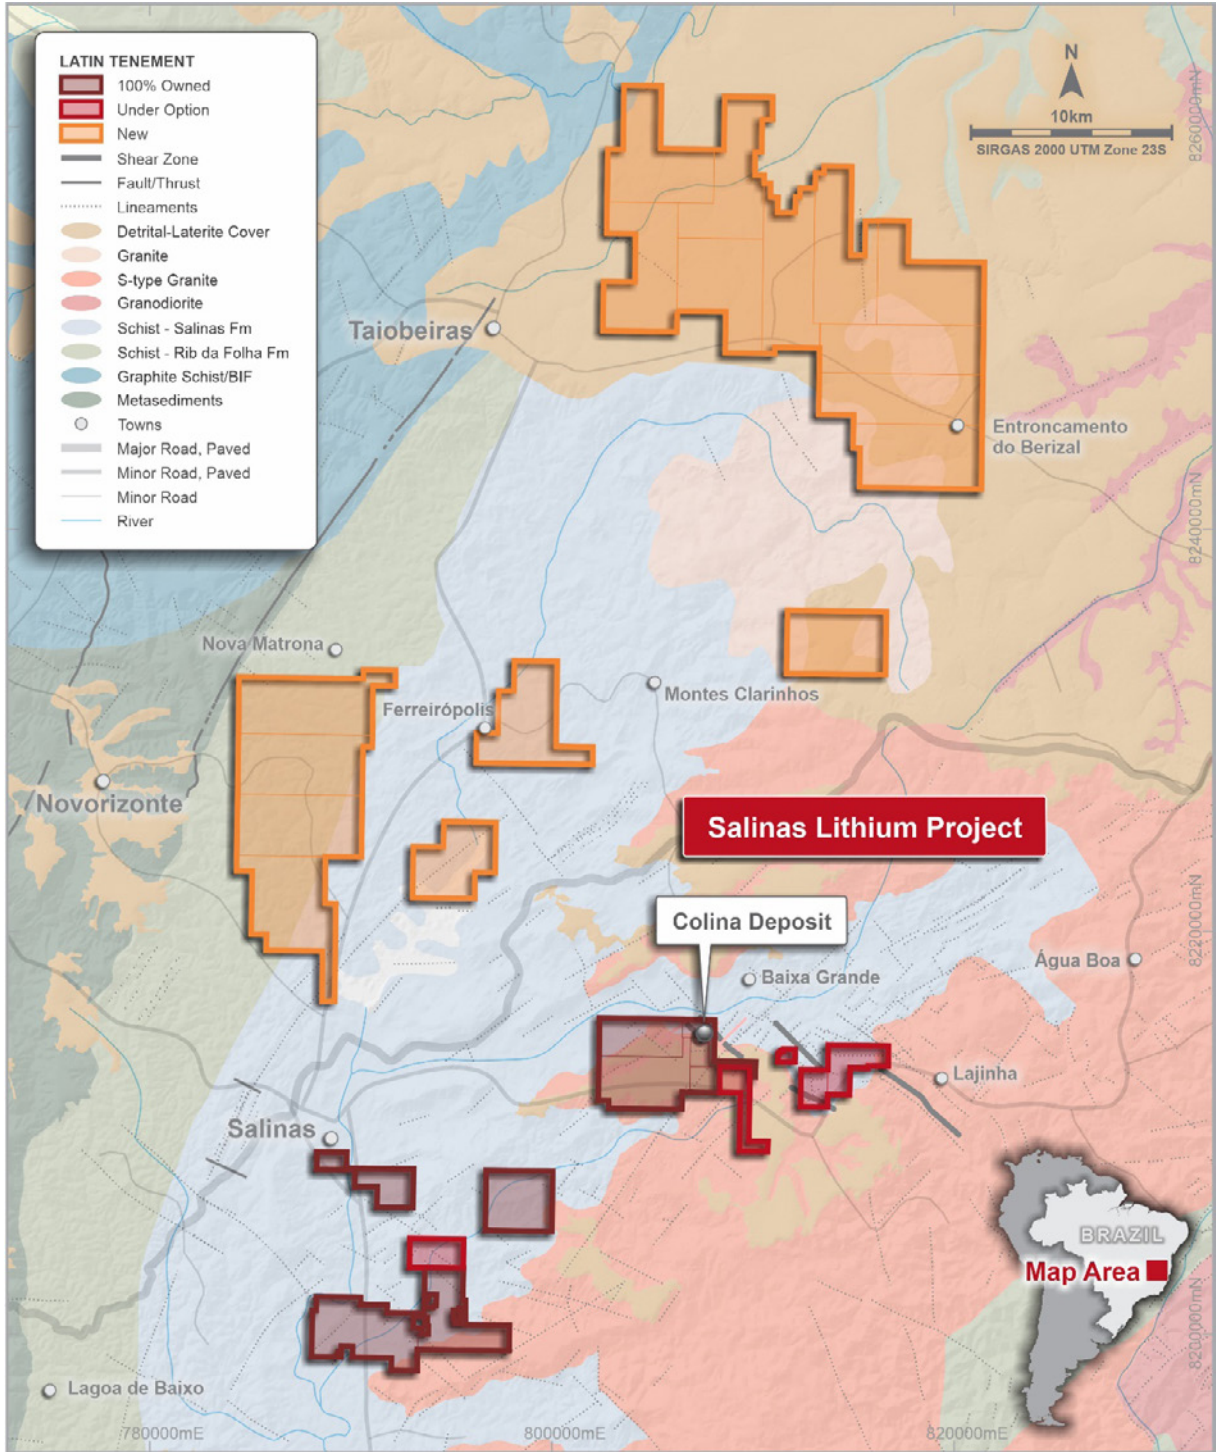 LATIN TENEMENT
100% Owned
Under Option
New
Shear Zone
Fault/Thrust
Lineaments
Detrital-Laterite Cover
Granite
S-type Granite
Granodiorite
Schist - Salinas Fm
Schist - Rib da Folha Fm
Graphite Schist/BIF
Metasediments
Towns
Major Road, Paved
Minor Road, Paved
Minor Road
River
N
10km
SIRGAS 2000 UTM Zone 23S
8260000mN
Taiobeiras
Entroncamento
do Berizal
8240000mN
Nova Matrona
Montes Clarinhos
Ferreirópolis
Novorizonte
Salinas Lithium Project
Colina Deposit
8220000mN
Água Boa
Baixa Grande
Lajinha
Salinas
BRAZIL
Map Area
8200000mN
Lagoa de Baixo
780000mE
800000mE
820000mE